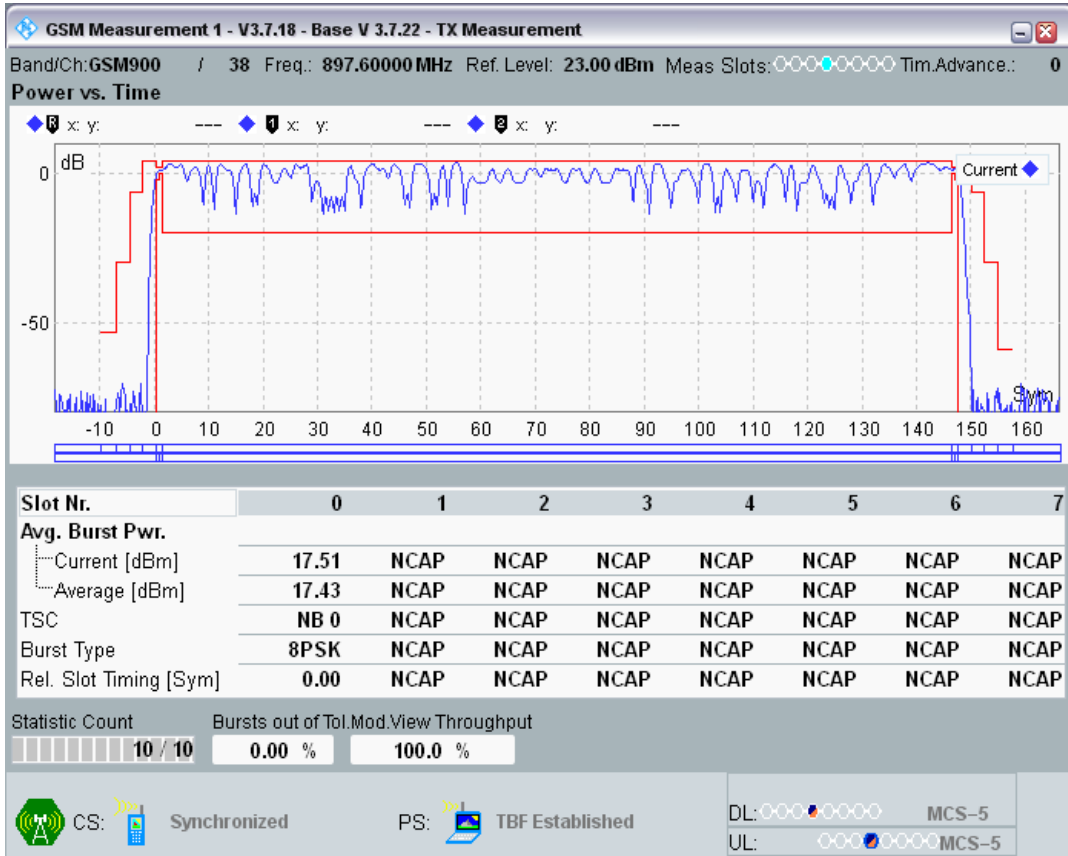 GSM Measurement 1 - V3.7.18 - Base V 3.7.22 - TX Measurement
Band/Ch:GSM900 / 38 Freq.: 897.60000 MHz Ref. Level: 23.00 dBm Meas Slots: Tim.Advance.: 0
Power vs. Time
R x: y: --- 1 x: y: --- 2 x: y: ---
dB
Current
0
-50
Sym
-10 0 10 20 30 40 50 60 70 80 90 100 110 120 130 140 150 160
Slot Nr. 0 1 2 3 4 5 6 7
Avg. Burst Pwr.
Current [dBm] 17.51 NCAP NCAP NCAP NCAP NCAP NCAP NCAP
Average [dBm] 17.43 NCAP NCAP NCAP NCAP NCAP NCAP NCAP
TSC NB 0 NCAP NCAP NCAP NCAP NCAP NCAP NCAP
Burst Type 8PSK NCAP NCAP NCAP NCAP NCAP NCAP NCAP
Rel. Slot Timing [Sym] 0.00 NCAP NCAP NCAP NCAP NCAP NCAP NCAP
Statistic Count Bursts out of Tol.Mod.View Throughput
10 / 10 0.00 % 100.0 %
CS: Synchronized PS: TBF Established
DL: MCS-5
UL: MCS-5